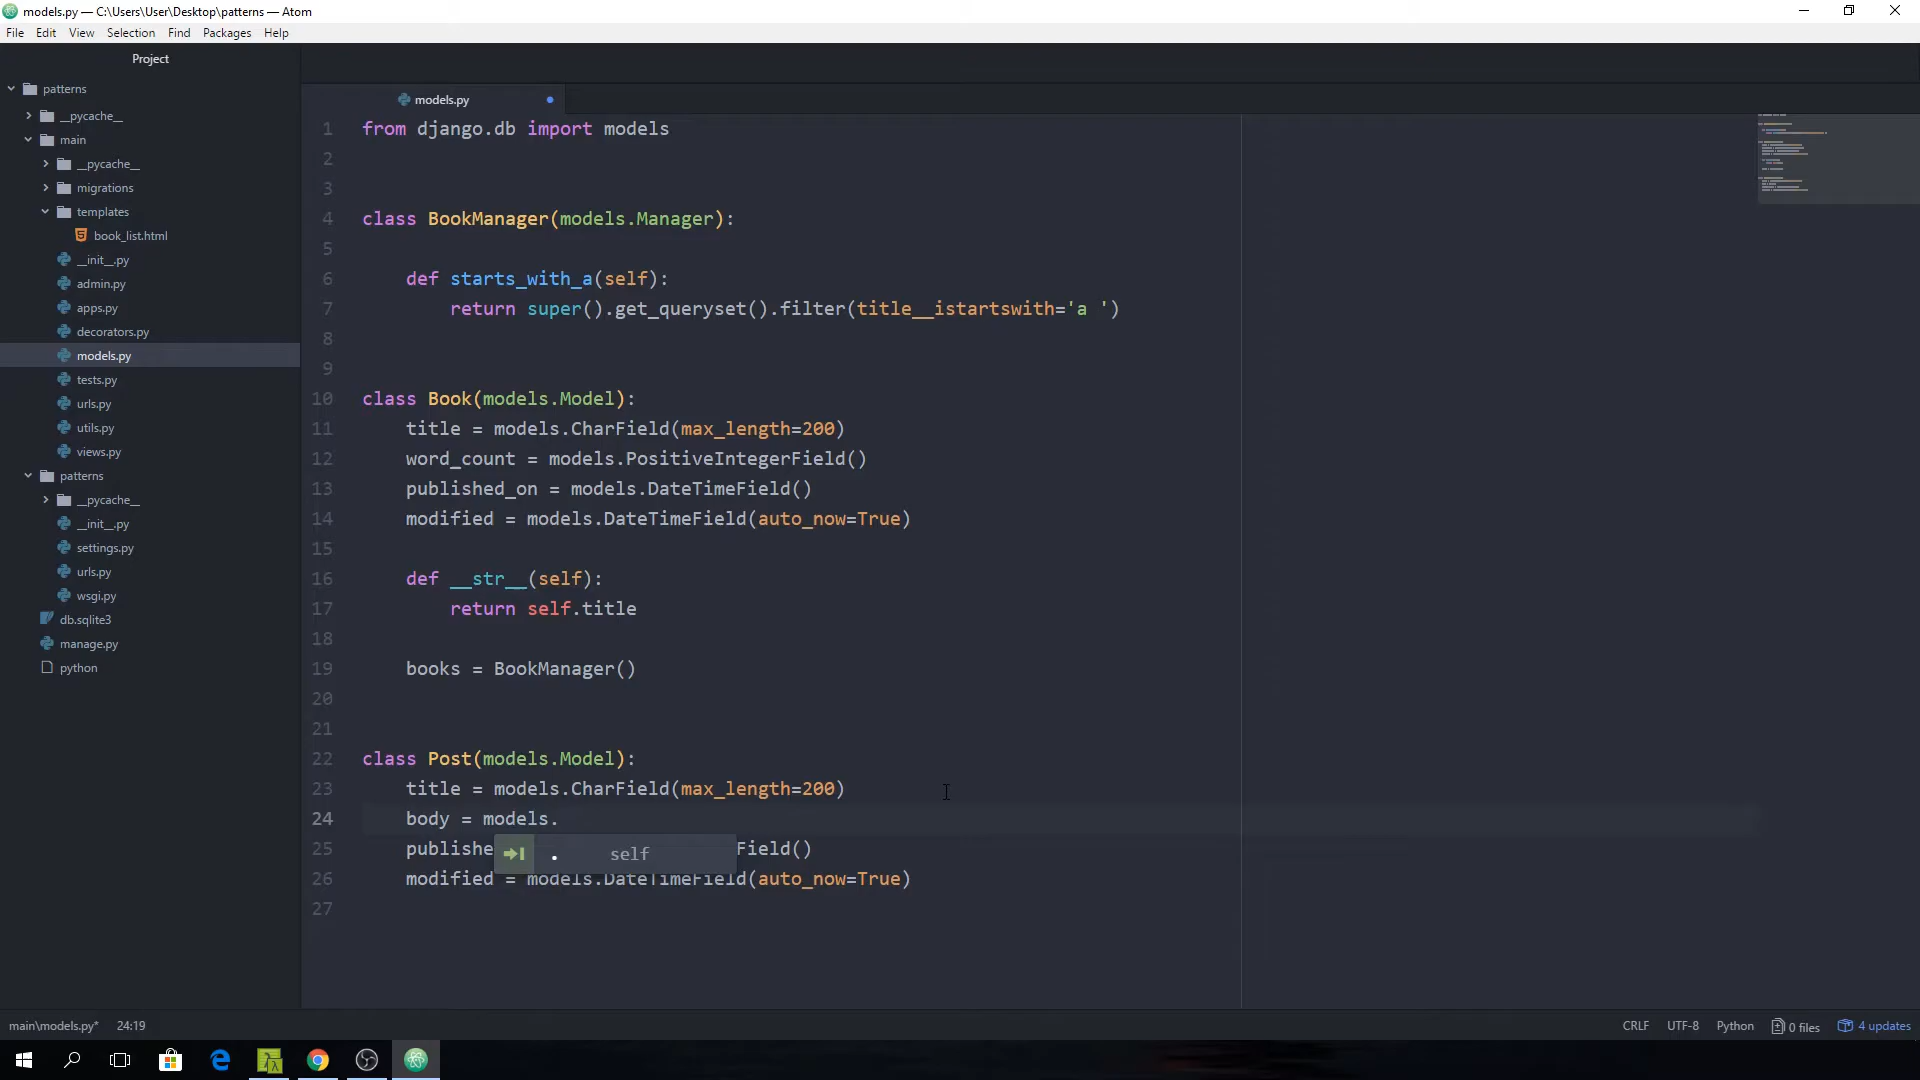 models.py — C:\Users\User\Desktop\patterns — Atom
File Edit View Selection Find Packages Help
Project
patterns
__pycache__
main
__pycache__
migrations
templates
book_list.html
__init__.py
admin.py
apps.py
decorators.py
models.py
tests.py
urls.py
utils.py
views.py
patterns
__pycache__
__init__.py
settings.py
urls.py
wsgi.py
db.sqlite3
manage.py
python
models.py
1 from django.db import models
2
3
4 class BookManager(models.Manager):
5
6 def starts_with_a(self):
7 return super().get_queryset().filter(title__istartswith='a ')
8
9
10 class Book(models.Model):
11 title = models.CharField(max_length=200)
12 word_count = models.PositiveIntegerField()
13 published_on = models.DateTimeField()
14 modified = models.DateTimeField(auto_now=True)
15
16 def __str__(self):
17 return self.title
18
19 books = BookManager()
20
21
22 class Post(models.Model):
23 title = models.CharField(max_length=200)
24 body = models.
. self
25 publishe Field()
26 modified = models.DateTimeField(auto_now=True)
27
main\models.py* 24:19 CRLF UTF-8 Python 0 files 4 updates